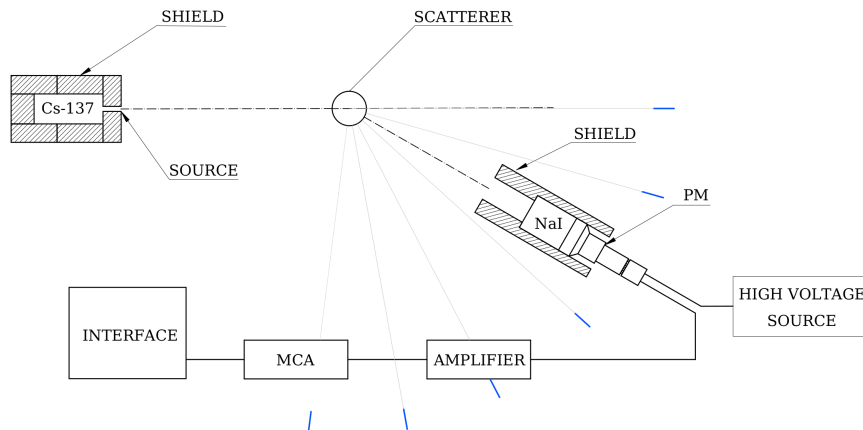 SHIELD
SCATTERER
Cs-137
SHIELD
SOURCE
PM
NaI
HIGH VOLTAGE
SOURCE
INTERFACE
MCA
AMPLIFIER